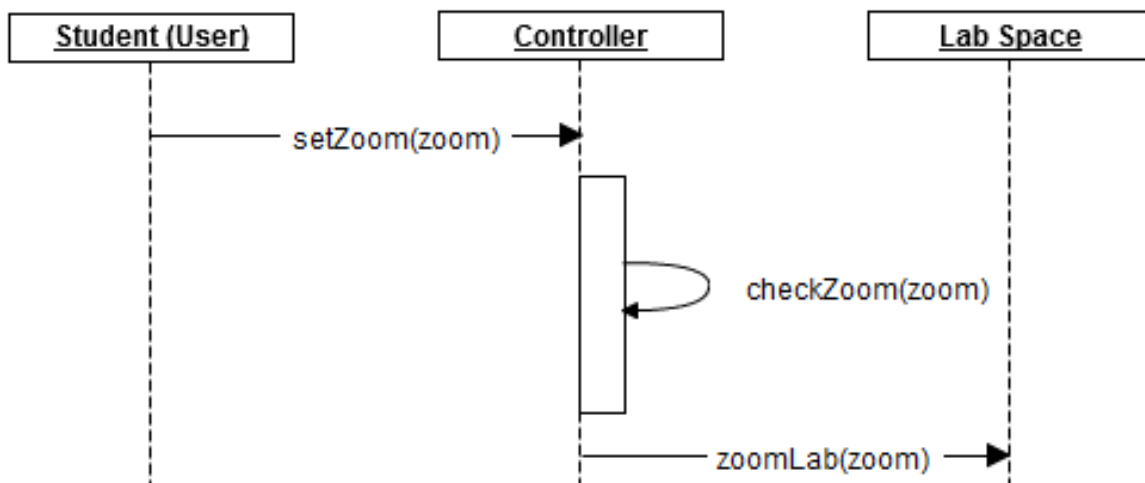 Student (User)
Controller
Lab Space
setZoom(zoom)
checkZoom(zoom)
zoomLab(zoom)